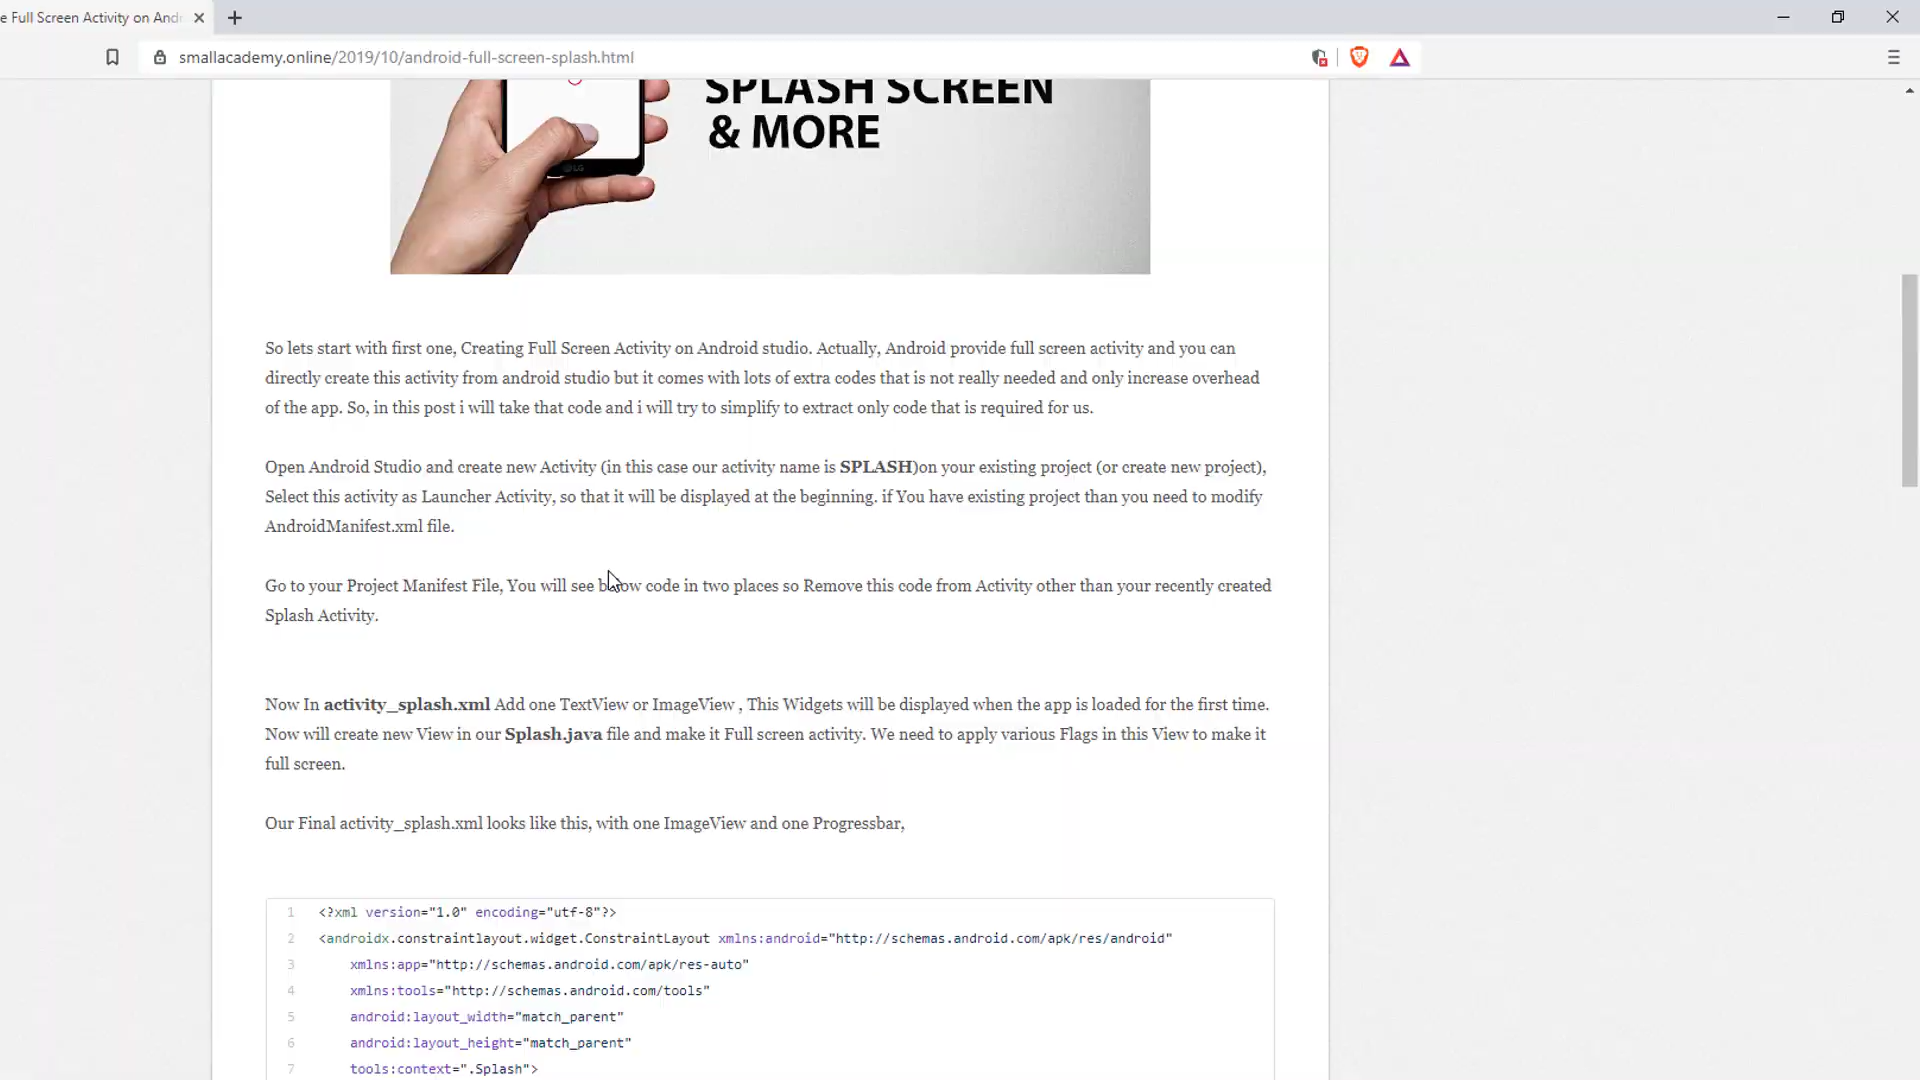 e Full Screen Activity on Andr
smallacademy.online/2019/10/android-full-screen-splash.html
SPLASH SCREEN
& MORE
LG
So lets start with first one, Creating Full Screen Activity on Android studio. Actually, Android provide full screen activity and you can
directly create this activity from android studio but it comes with lots of extra codes that is not really needed and only increase overhead
of the app. So, in this post i will take that code and i will try to simplify to extract only code that is required for us.
Open Android Studio and create new Activity (in this case our activity name is SPLASH)on your existing project (or create new project),
Select this activity as Launcher Activity, so that it will be displayed at the beginning. if You have existing project than you need to modify
AndroidManifest.xml file.
Go to your Project Manifest File, You will see below code in two places so Remove this code from Activity other than your recently created
Splash Activity.
Now In activity_splash.xml Add one TextView or ImageView , This Widgets will be displayed when the app is loaded for the first time.
Now will create new View in our Splash.java file and make it Full screen activity. We need to apply various Flags in this View to make it
full screen.
Our Final activity_splash.xml looks like this, with one ImageView and one Progressbar,
1 <?xml version="1.0" encoding="utf-8"?>
2 <androidx.constraintlayout.widget.ConstraintLayout xmlns:android="http://schemas.android.com/apk/res/android"
3 xmlns:app="http://schemas.android.com/apk/res-auto"
4 xmlns:tools="http://schemas.android.com/tools"
5 android:layout_width="match_parent"
6 android:layout_height="match_parent"
7 tools:context=".Splash">